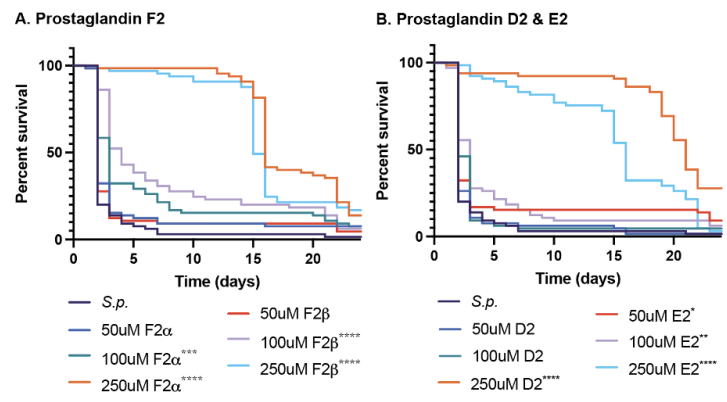 A. Prostaglandin F2
Percent survival
100
50
0
0 5 10 15 20
Time (days)
S.p.
50uM F2α
100uM F2α***
250uM F2α****
50uM F2β
100uM F2β****
250uM F2β****
B. Prostaglandin D2 & E2
Percent survival
100
50
0
0 5 10 15 20
Time (days)
S.p.
50uM D2
100uM D2
250uM D2****
50uM E2*
100uM E2**
250uM E2****